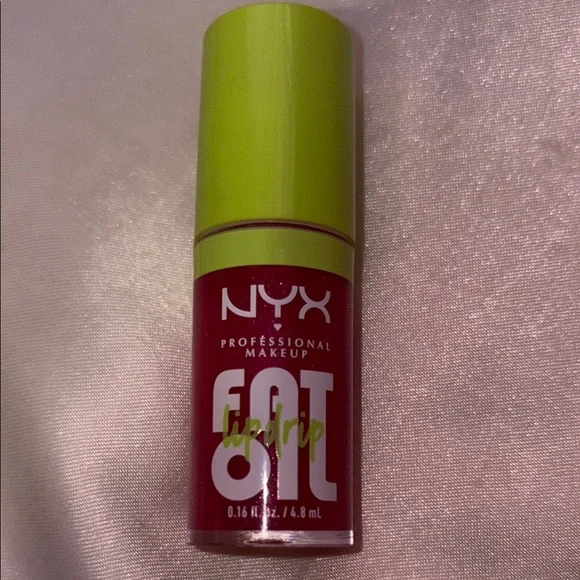 NYX
PROFESSIONAL
MAKEUP
FAT
lip drip
OIL
0.16 fl. oz. / 4.8 mL